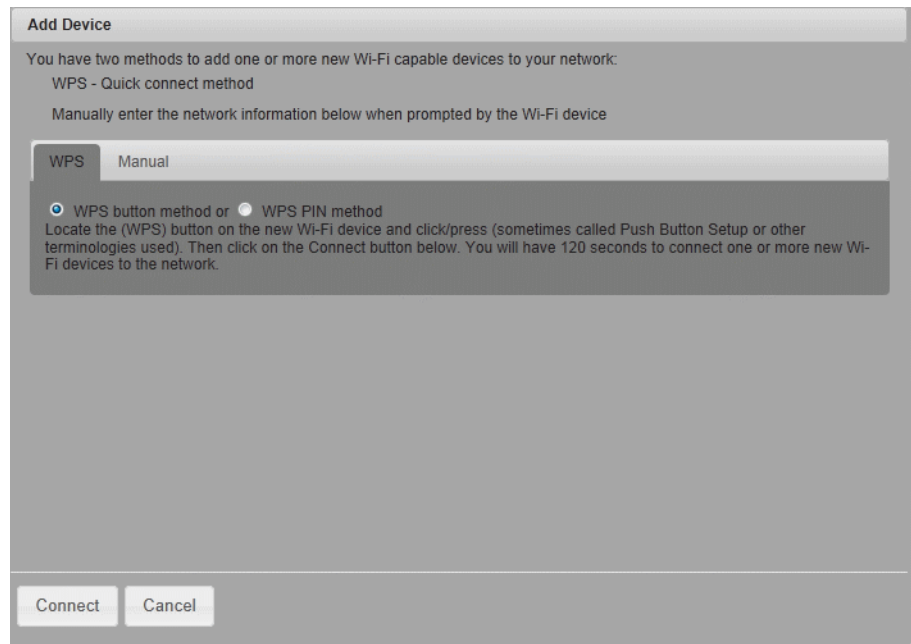 Add Device
You have two methods to add one or more new Wi-Fi capable devices to your network:
WPS - Quick connect method
Manually enter the network information below when prompted by the Wi-Fi device
WPS Manual
WPS button method or WPS PIN method
Locate the (WPS) button on the new Wi-Fi device and click/press (sometimes called Push Button Setup or other
terminologies used). Then click on the Connect button below. You will have 120 seconds to connect one or more new Wi-
Fi devices to the network.
Connect Cancel